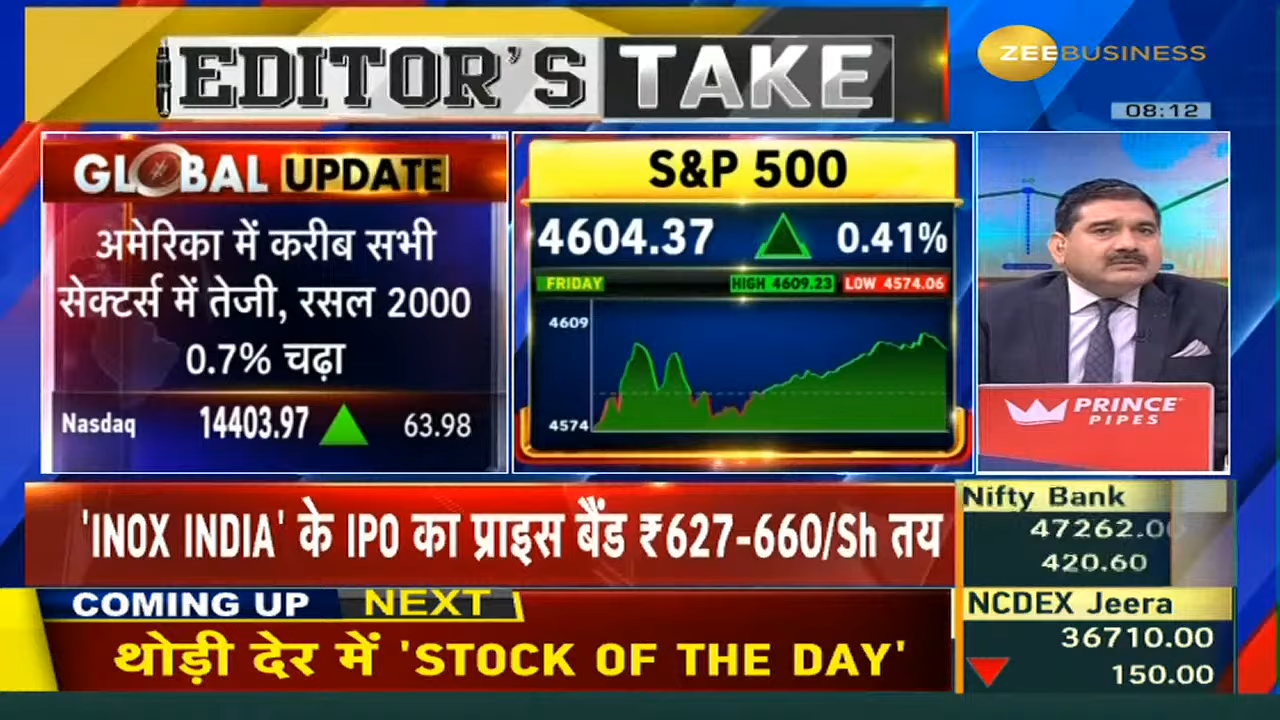 EDITOR'S TAKE
ZEEBUSINESS
08:12
GLOBAL UPDATE
अमेरिका में करीब सभी
सेक्टर्स में तेजी, रसल 2000
0.7% चढ़ा
Nasdaq 14403.97 63.98
S&P 500
4604.37 0.41%
FRIDAY HIGH 4609.23 LOW 4574.06
4609
4574
PRINCE
PIPES
'INOX INDIA' के IPO का प्राइस बैंड ₹627-660/Sh तय
Nifty Bank
47262.00
420.60
COMING UP NEXT
थोड़ी देर में 'STOCK OF THE DAY'
NCDEX Jeera
36710.00
150.00